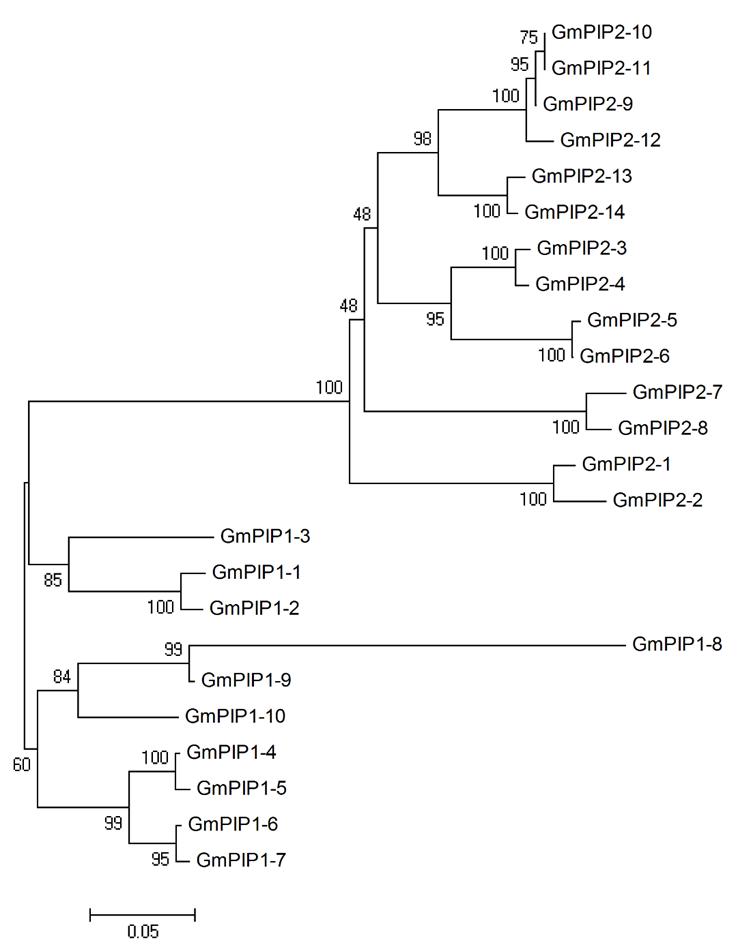 75
GmPIP2-10
95
GmPIP2-11
100
GmPIP2-9
98
GmPIP2-12
GmPIP2-13
100
GmPIP2-14
48
100
GmPIP2-3
GmPIP2-4
48
95
GmPIP2-5
100
GmPIP2-6
100
GmPIP2-7
100
GmPIP2-8
GmPIP2-1
100
GmPIP2-2
GmPIP1-3
85
GmPIP1-1
100
GmPIP1-2
99
GmPIP1-8
84
GmPIP1-9
GmPIP1-10
60
100
GmPIP1-4
GmPIP1-5
99
GmPIP1-6
95
GmPIP1-7
0.05